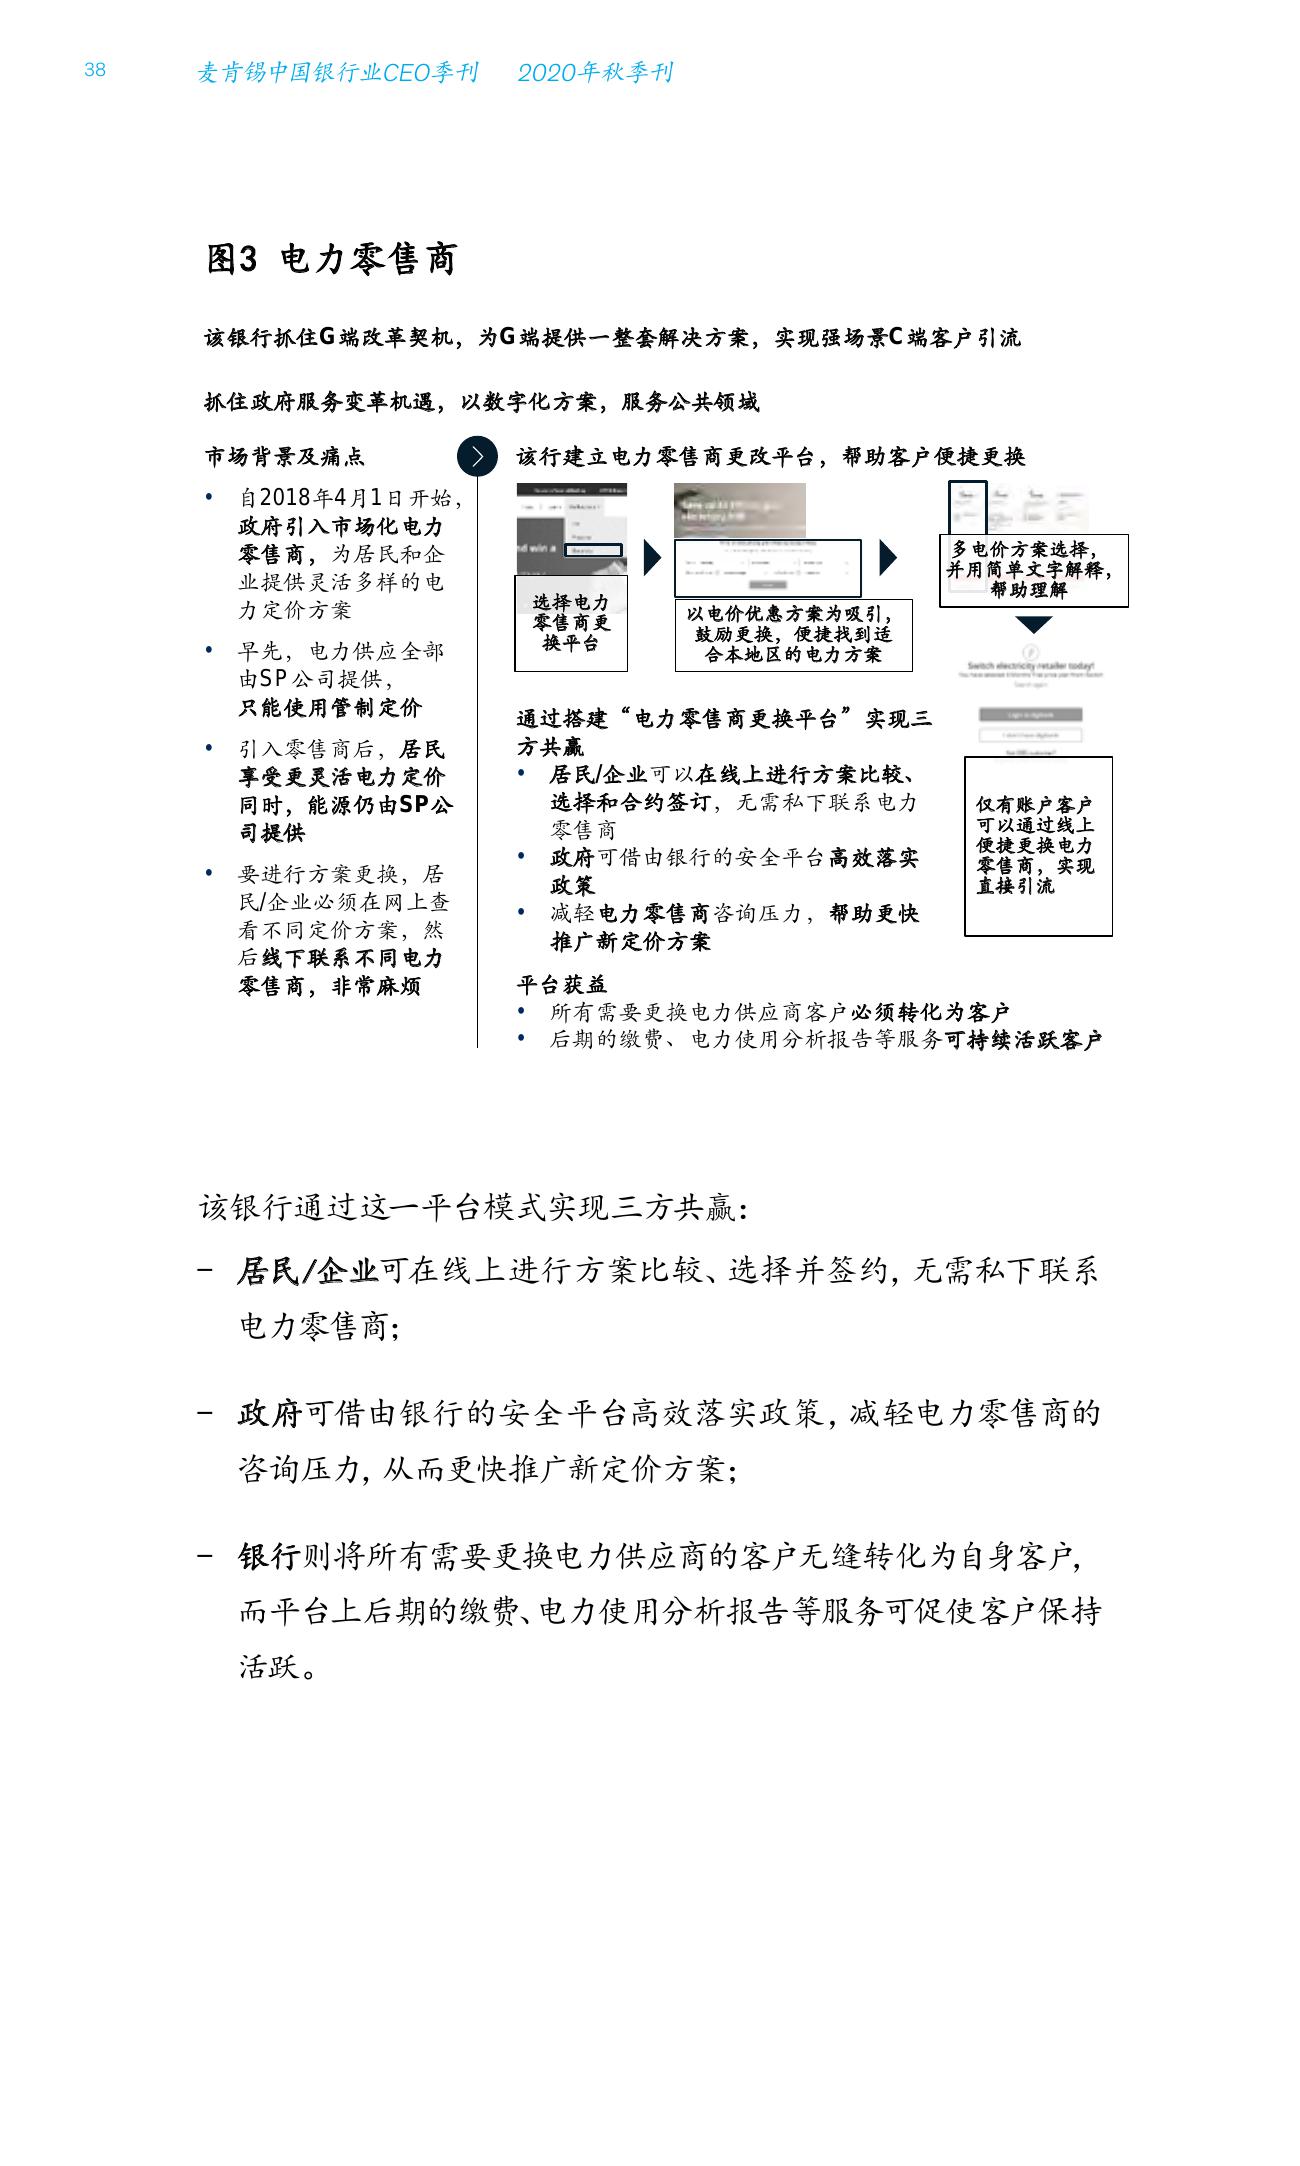 38
麦肯锡中国银行业CEO季刊 2020年秋季刊
图3 电力零售商
该银行抓住G端改革契机，为G端提供一整套解决方案，实现强场景C端客户引流
抓住政府服务变革机遇，以数字化方案，服务公共领域
市场背景及痛点
• 自2018年4月1日开始，
政府引入市场化电力
零售商，为居民和企
业提供灵活多样的电
力定价方案
• 早先，电力供应全部
由SP公司提供，
只能使用管制定价
• 引入零售商后，居民
享受更灵活电力定价
同时，能源仍由SP公
司提供
• 要进行方案更换，居
民/企业必须在网上查
看不同定价方案，然
后线下联系不同电力
零售商，非常麻烦
该行建立电力零售商更改平台，帮助客户便捷更换
选择电力
零售商更
换平台
以电价优惠方案为吸引，
鼓励更换，便捷找到适
合本地区的电力方案
多电价方案选择，
并用简单文字解释，
帮助理解
Switch electricity retailer today!
仅有账户客户
可以通过线上
便捷更换电力
零售商，实现
直接引流
通过搭建“电力零售商更换平台”实现三
方共赢
• 居民/企业可以在线上进行方案比较、
选择和合约签订，无需私下联系电力
零售商
• 政府可借由银行的安全平台高效落实
政策
• 减轻电力零售商咨询压力，帮助更快
推广新定价方案
平台获益
• 所有需要更换电力供应商客户必须转化为客户
• 后期的缴费、电力使用分析报告等服务可持续活跃客户
该银行通过这一平台模式实现三方共赢：
– 居民/企业可在线上进行方案比较、选择并签约，无需私下联系
电力零售商；
– 政府可借由银行的安全平台高效落实政策，减轻电力零售商的
咨询压力，从而更快推广新定价方案；
– 银行则将所有需要更换电力供应商的客户无缝转化为自身客户，
而平台上后期的缴费、电力使用分析报告等服务可促使客户保持
活跃。